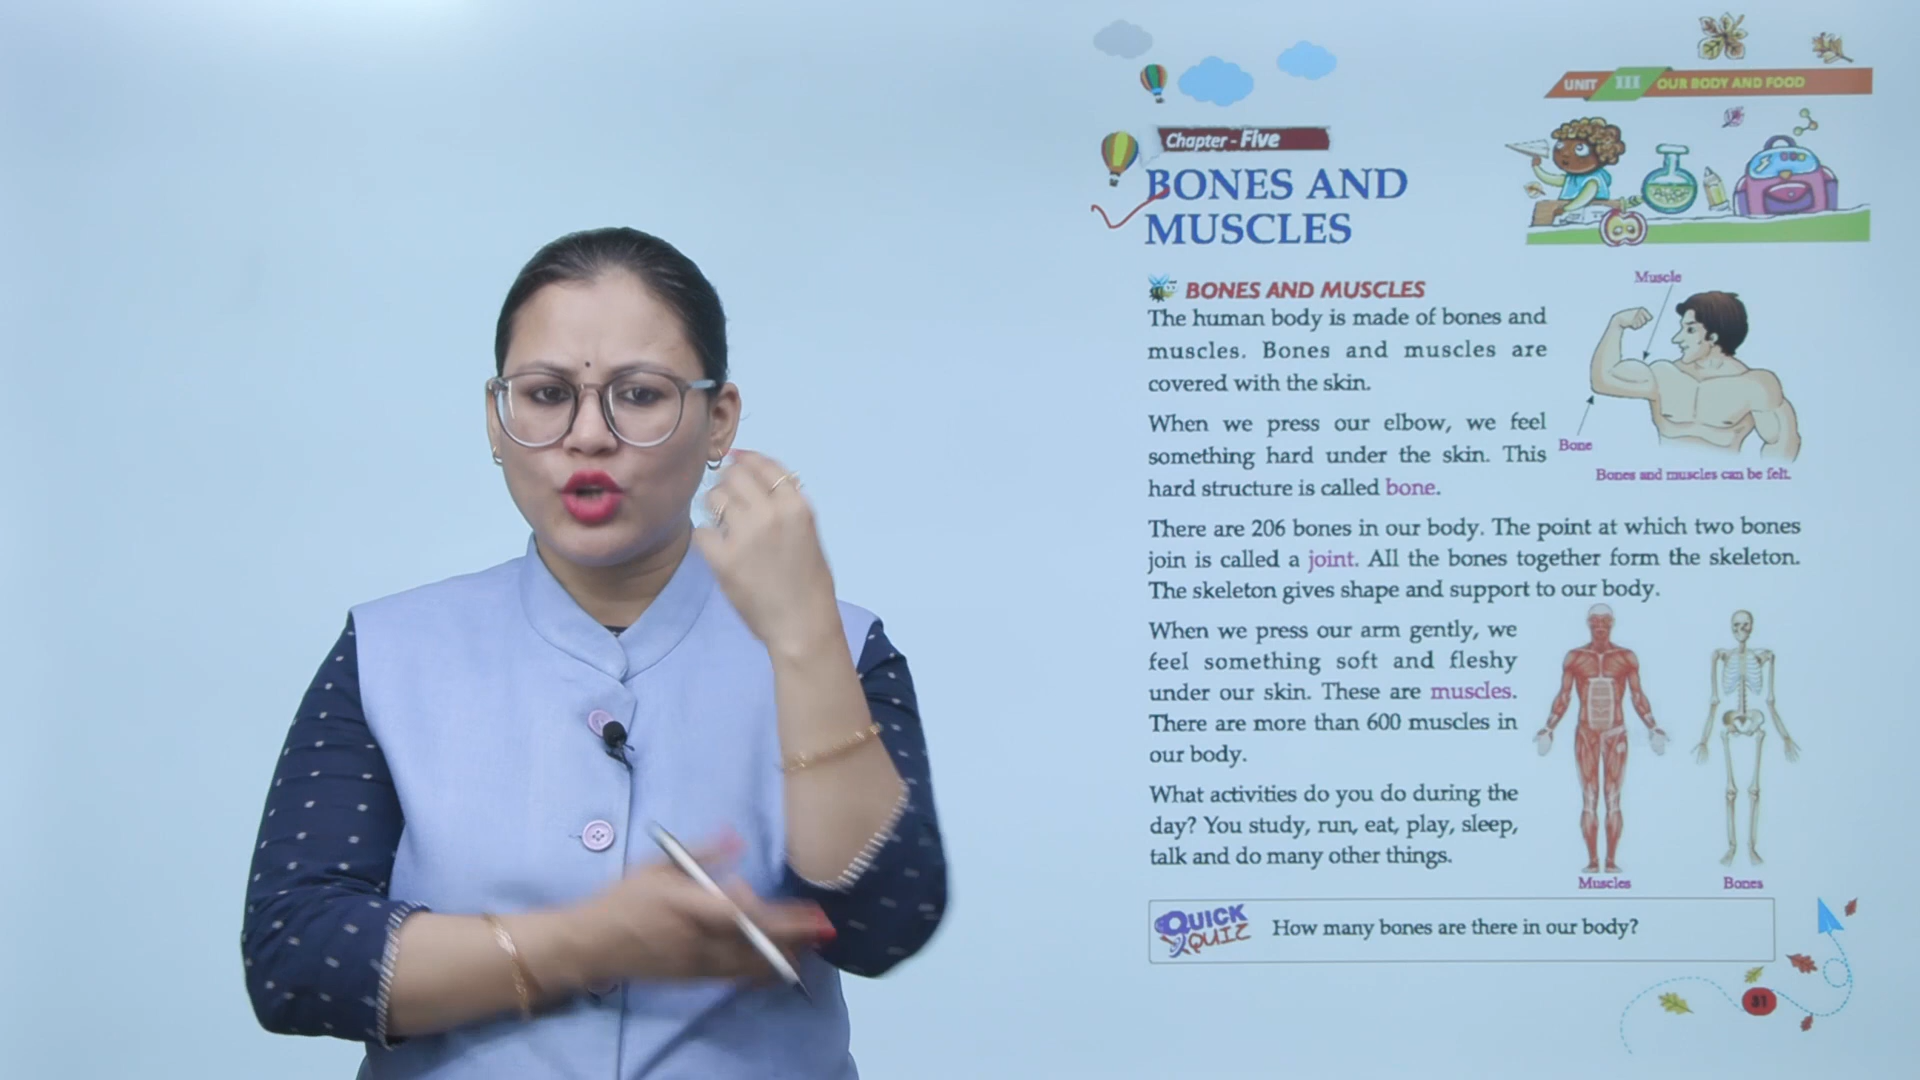 UNIT III OUR BODY AND FOOD
Chapter - Five
BONES AND
MUSCLES
BONES AND MUSCLES
The human body is made of bones and
muscles. Bones and muscles are
covered with the skin.
When we press our elbow, we feel
something hard under the skin. This
hard structure is called bone.
Muscle
Bone
Bones and muscles can be felt.
There are 206 bones in our body. The point at which two bones
join is called a joint. All the bones together form the skeleton.
The skeleton gives shape and support to our body.
When we press our arm gently, we
feel something soft and fleshy
under our skin. These are muscles.
There are more than 600 muscles in
our body.
What activities do you do during the
day? You study, run, eat, play, sleep,
talk and do many other things.
Muscles
Bones
QUICK
QUIZ
How many bones are there in our body?
31